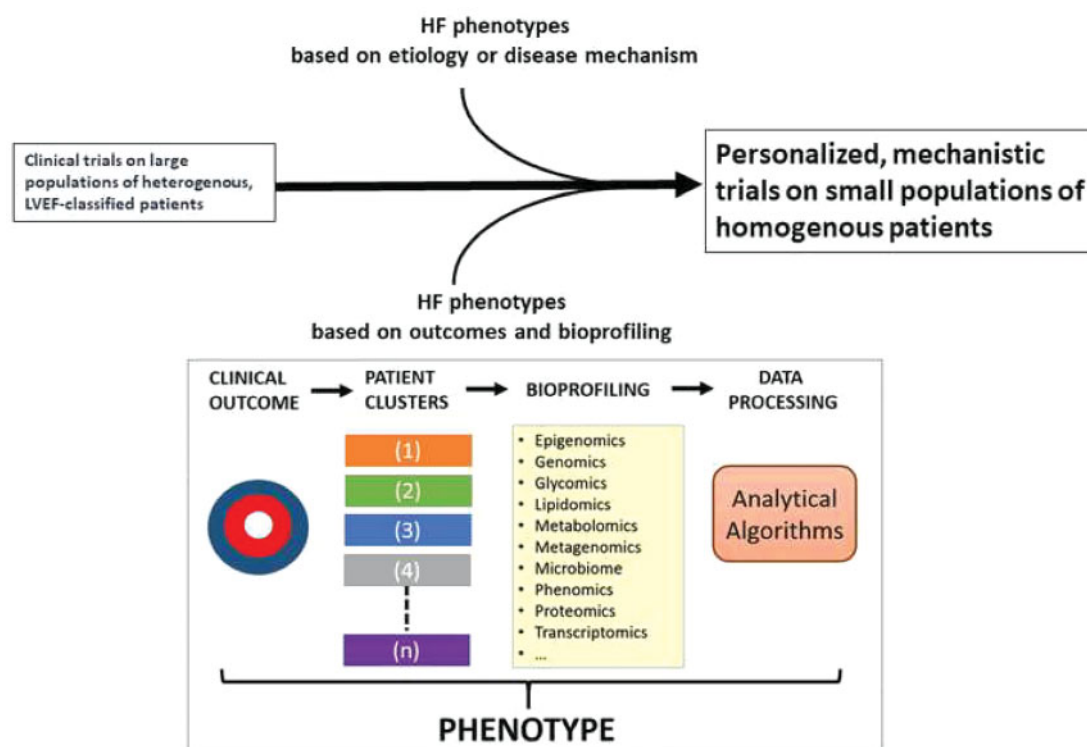 HF phenotypes
based on etiology or disease mechanism
Clinical trials on large
populations of heterogenous,
LVEF-classified patients
Personalized, mechanistic
trials on small populations of
homogenous patients
HF phenotypes
based on outcomes and bioprofiling
CLINICAL
OUTCOME
PATIENT
CLUSTERS
BIOPROFILING
DATA
PROCESSING
(1)
(2)
(3)
(4)
(n)
• Epigenomics
• Genomics
• Glycomics
• Lipidomics
• Metabolomics
• Metagenomics
• Microbiome
• Phenomics
• Proteomics
• Transcriptomics
• ...
Analytical
Algorithms
PHENOTYPE